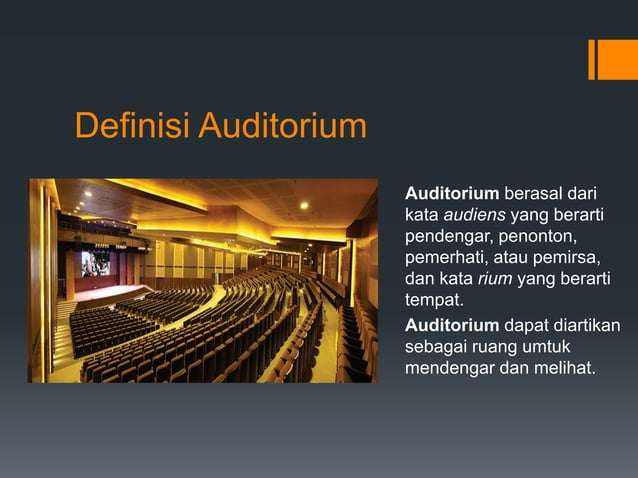 Definisi Auditorium
Auditorium berasal dari
kata audiens yang berarti
pendengar, penonton,
pemerhati, atau pemirsa,
dan kata rium yang berarti
tempat.
Auditorium dapat diartikan
sebagai ruang umtuk
mendengar dan melihat.